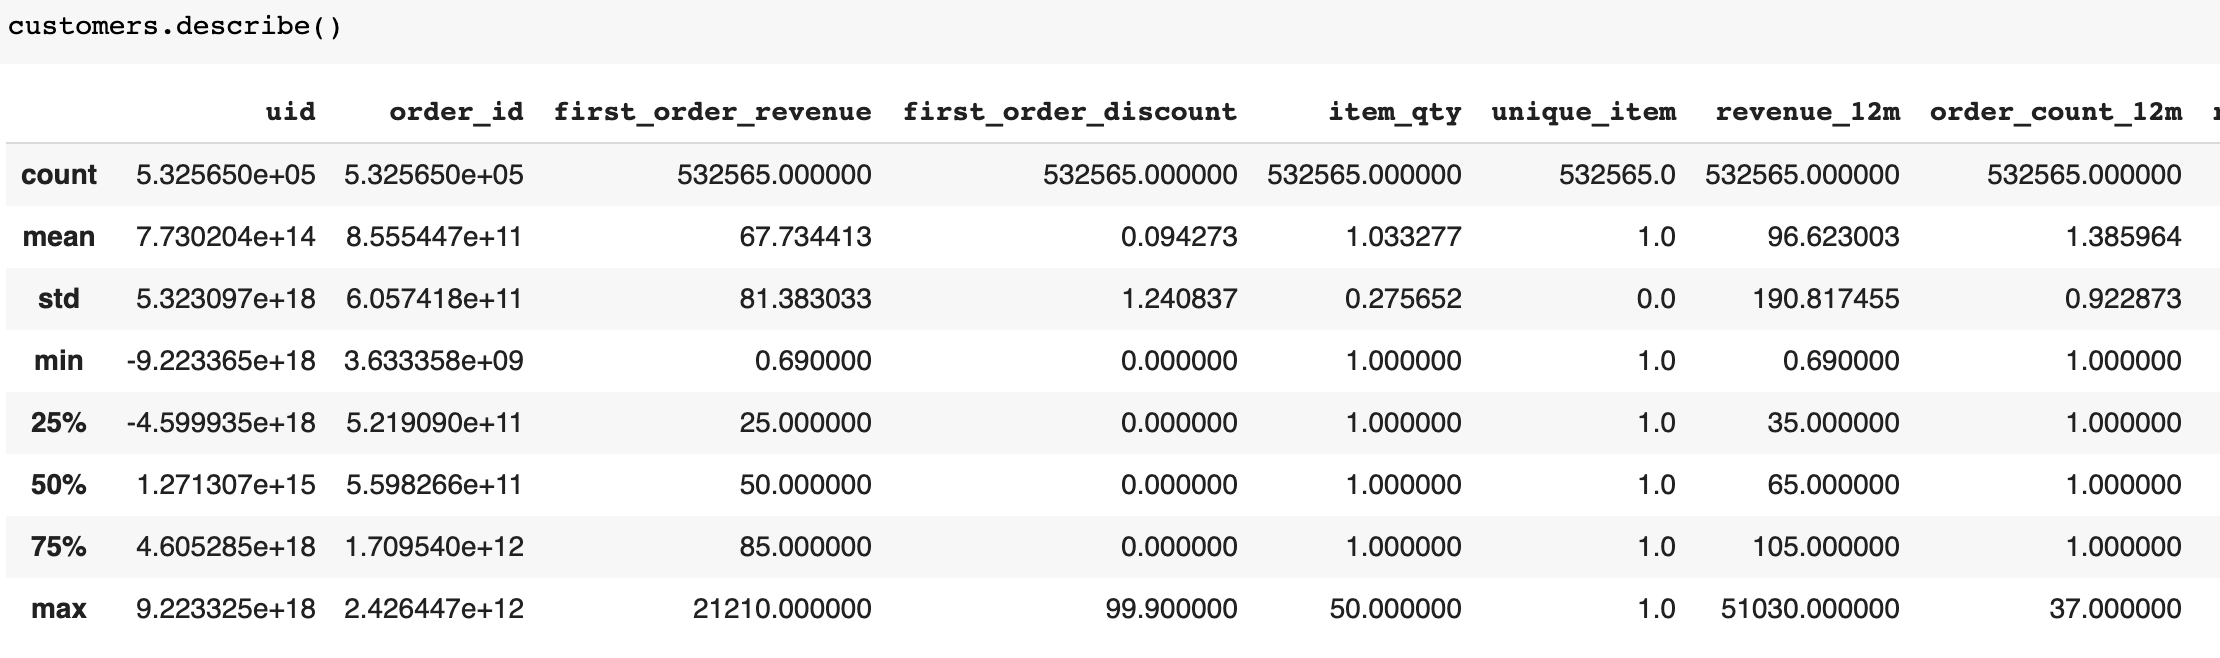 customers.describe()
uid order_id first_order_revenue first_order_discount item_qty unique_item revenue_12m order_count_12m
count 5.325650e+05 5.325650e+05 532565.000000 532565.000000 532565.000000 532565.0 532565.000000 532565.000000
mean 7.730204e+14 8.555447e+11 67.734413 0.094273 1.033277 1.0 96.623003 1.385964
std 5.323097e+18 6.057418e+11 81.383033 1.240837 0.275652 0.0 190.817455 0.922873
min -9.223365e+18 3.633358e+09 0.690000 0.000000 1.000000 1.0 0.690000 1.000000
25% -4.599935e+18 5.219090e+11 25.000000 0.000000 1.000000 1.0 35.000000 1.000000
50% 1.271307e+15 5.598266e+11 50.000000 0.000000 1.000000 1.0 65.000000 1.000000
75% 4.605285e+18 1.709540e+12 85.000000 0.000000 1.000000 1.0 105.000000 1.000000
max 9.223325e+18 2.426447e+12 21210.000000 99.900000 50.000000 1.0 51030.000000 37.000000